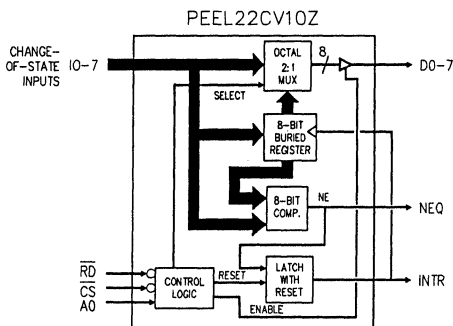 PEEL22CV10Z
CHANGE-
OF-STATE
INPUTS
I0-7
OCTAL
2:1
MUX
8
D0-7
SELECT
8-BIT
BURIED
REGISTER
8-BIT
COMP.
NE
NEQ
RD
CS
A0
CONTROL
LOGIC
RESET
LATCH
WITH
RESET
INTR
ENABLE